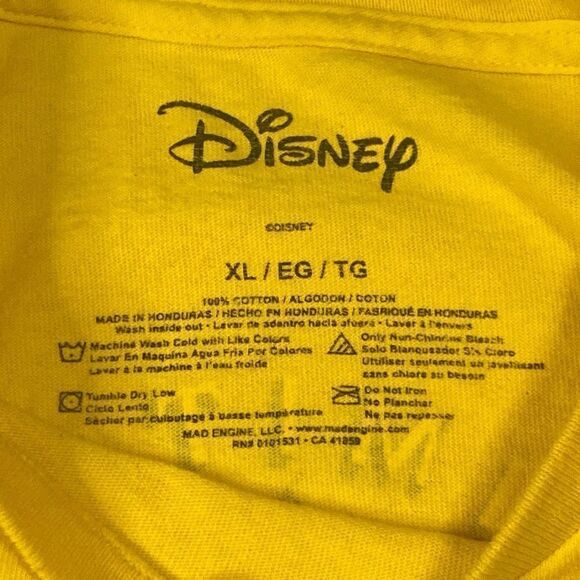 Disney
©DISNEY
XL / EG / TG
100% COTTON / ALGODON / COTON
MADE IN HONDURAS / HECHO EN HONDURAS / FABRIQUÉ EN HONDURAS
Wash inside out • Lavar de adentro hacia afuera • Laver à l'envers
Machine Wash Cold with Like Colors
Lavar En Maquina Agua Fria Por Colores
Laver à la machine à l'eau froide
Only Non-Chlorine Bleach
Solo Blanqueador S/n Cloro
Utiliser seulement un javellisant
sans chlore au besoin
Tumble Dry Low
Ciclo Lento
Sécher par culbutage à basse température
Do Not Iron
No Planchar
Ne pas repasser
MAD ENGINE, LLC. • www.madengine.com
RN# 0101531 - CA 41859